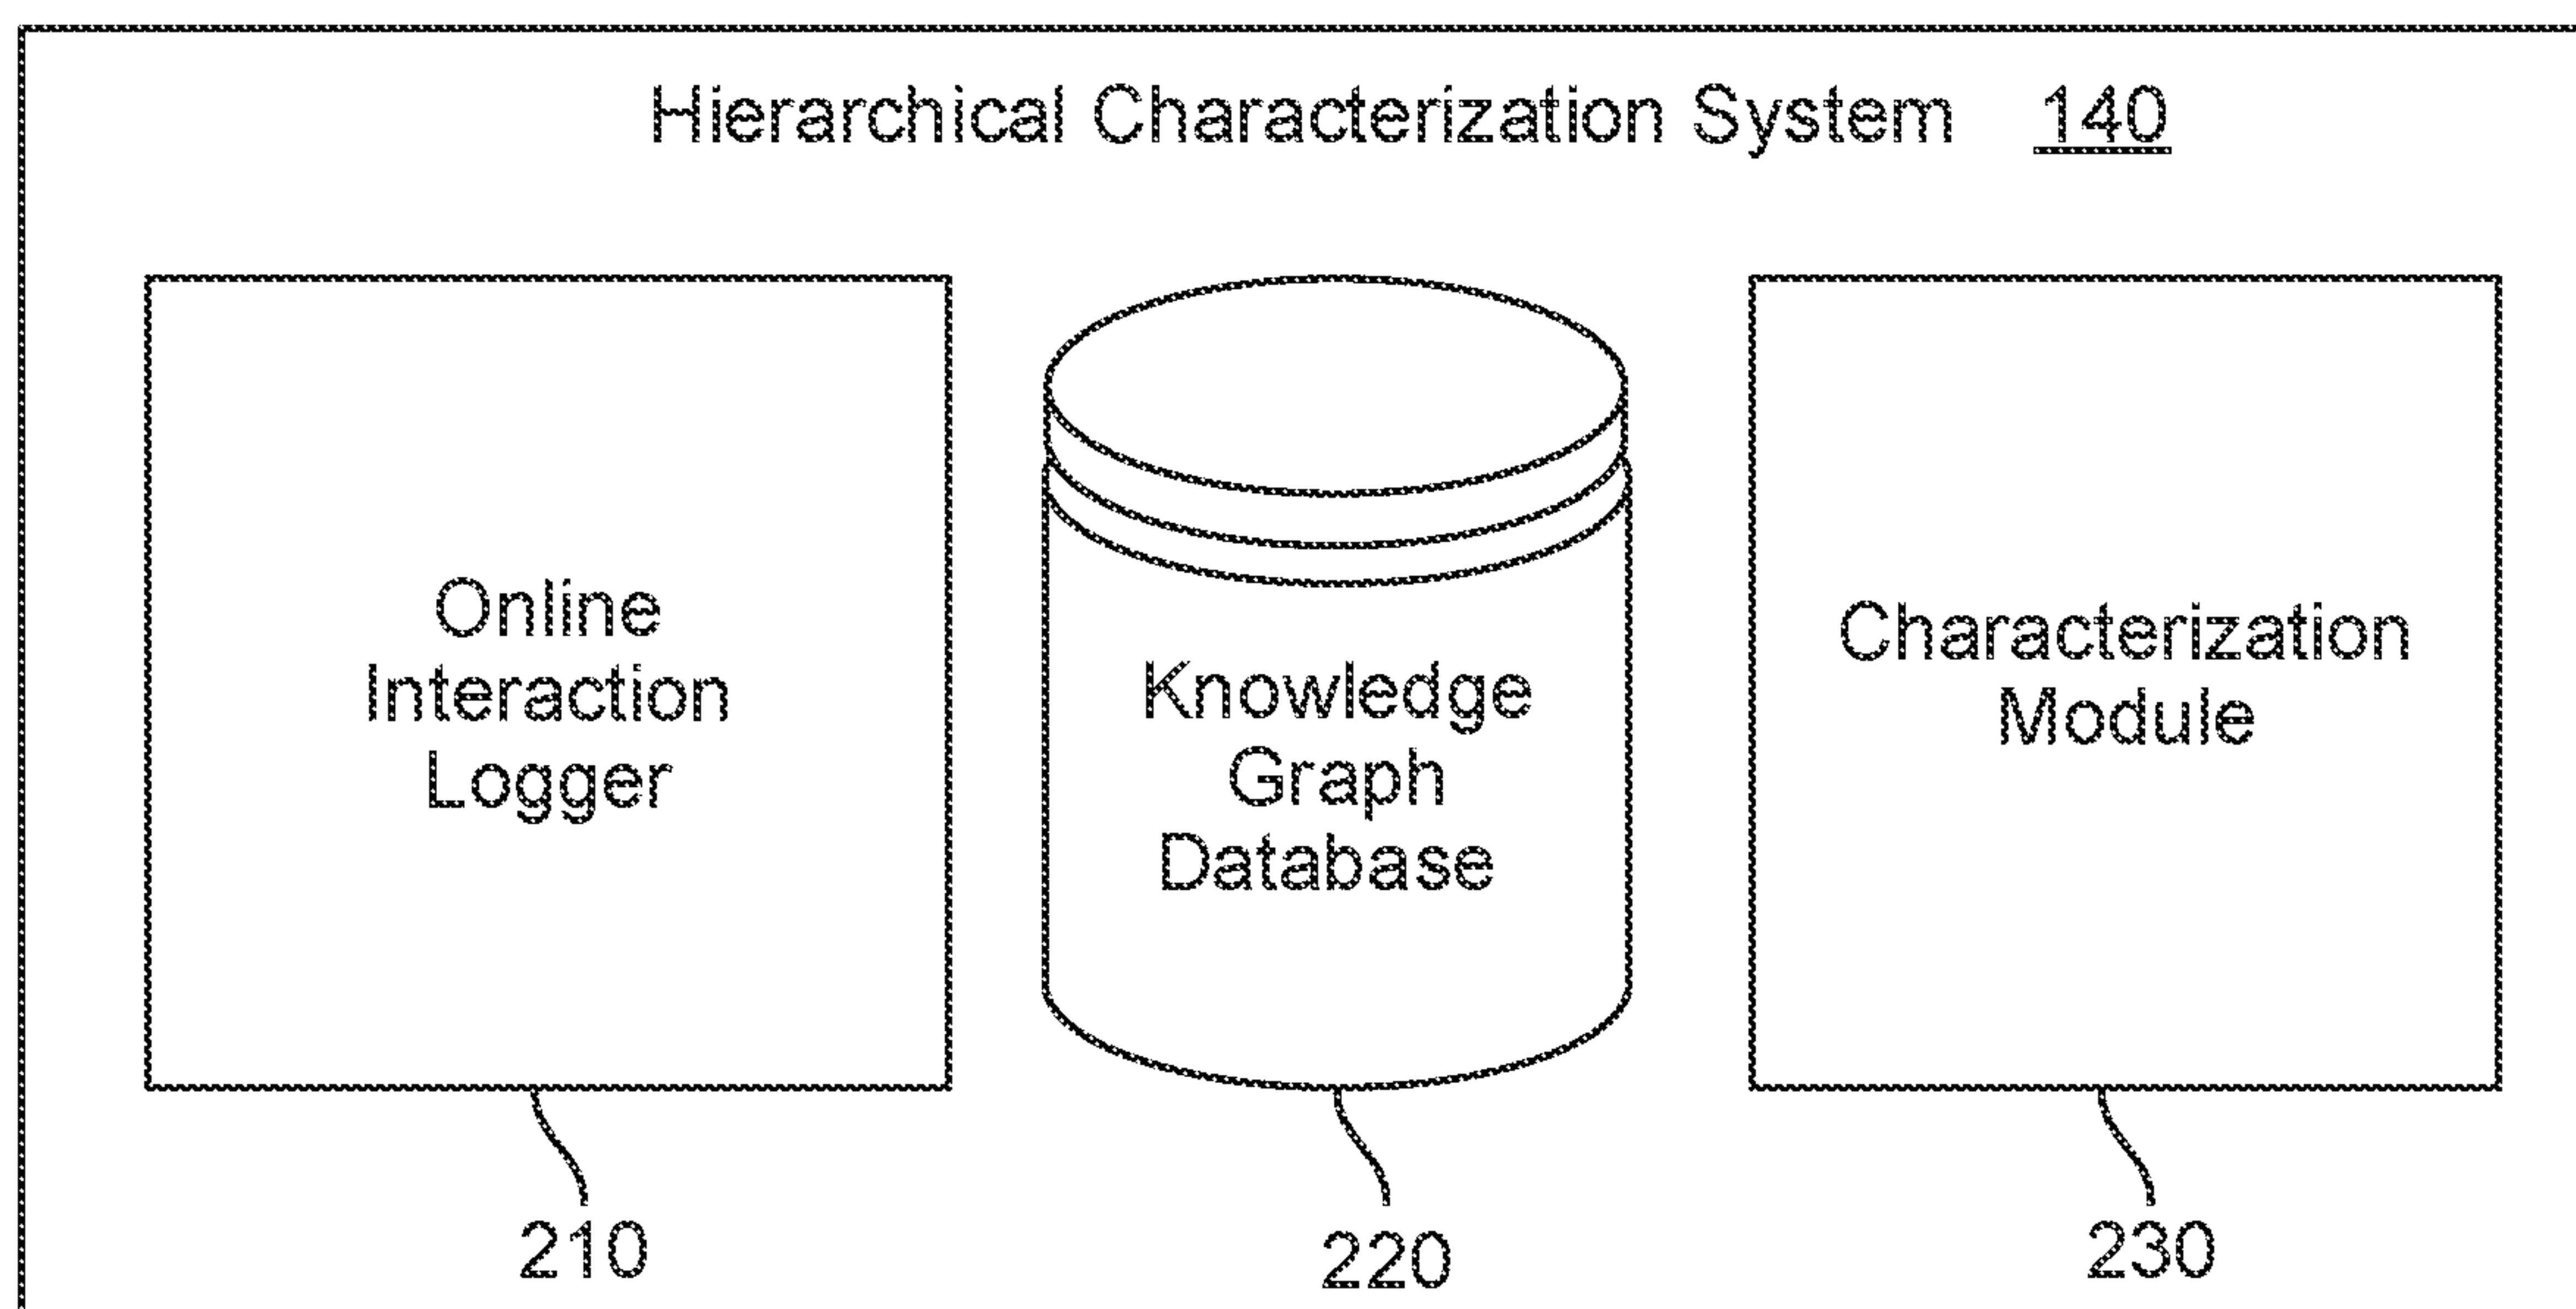 Hierarchical Characterization System 140
Online
Interaction
Logger
Knowledge
Graph
Database
Characterization
Module
210
220
230